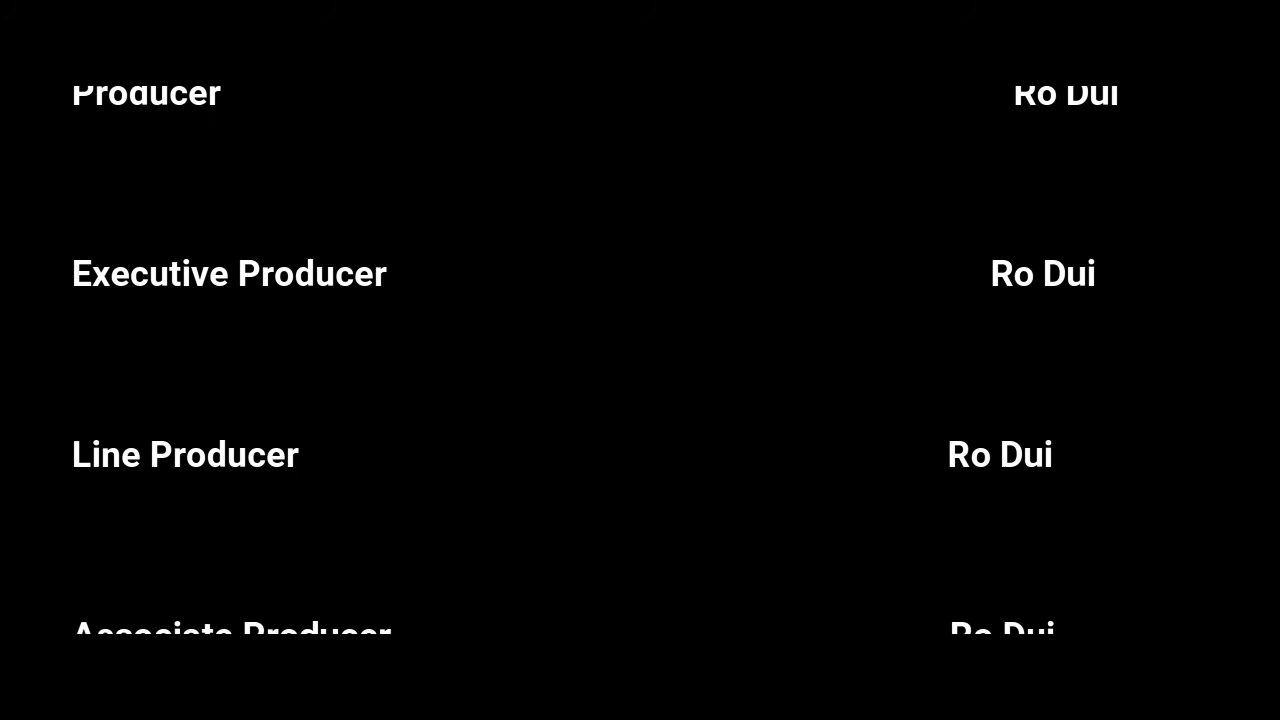 Producer Ro Dui
Executive Producer Ro Dui
Line Producer Ro Dui
Associate Producer Ro Dui